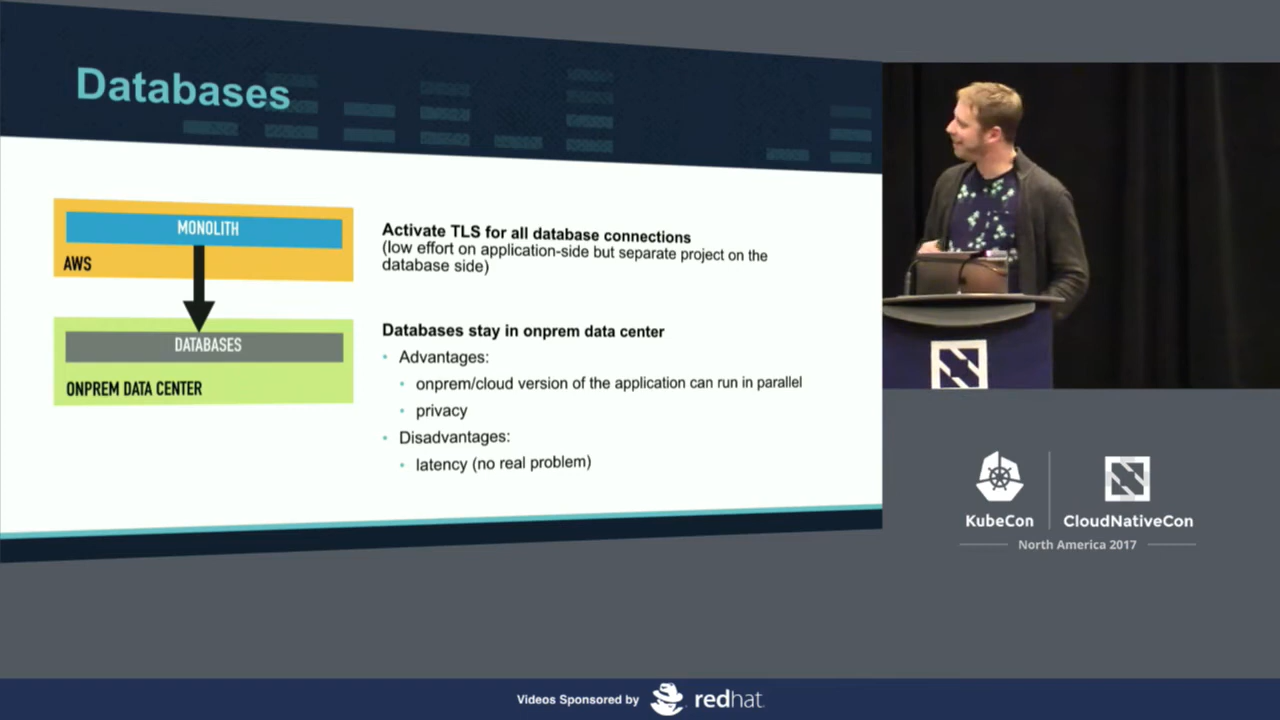 Databases
MONOLITH
AWS
DATABASES
ONPREM DATA CENTER
Activate TLS for all database connections
(low effort on application-side but separate project on the
database side)
Databases stay in onprem data center
• Advantages:
• onprem/cloud version of the application can run in parallel
• privacy
• Disadvantages:
• latency (no real problem)
KubeCon
CloudNativeCon
North America 2017
Videos Sponsored by redhat.